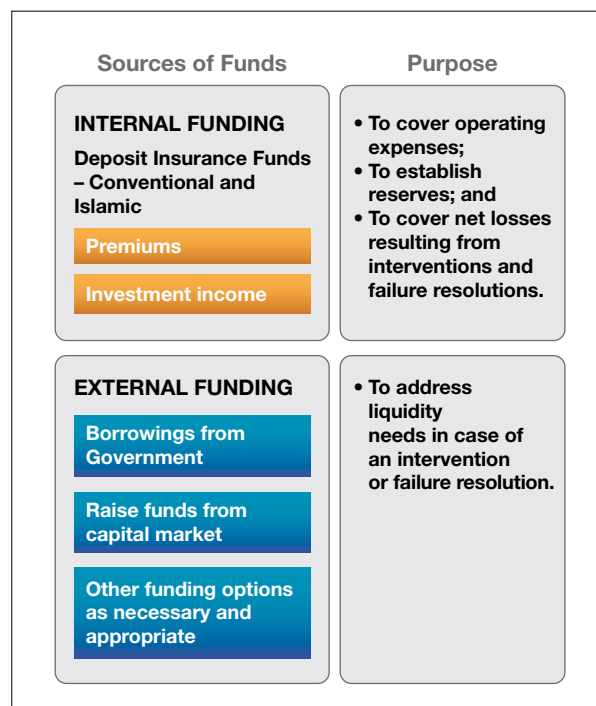 Sources of Funds
Purpose
INTERNAL FUNDING
Deposit Insurance Funds
– Conventional and
Islamic
Premiums
Investment income
• To cover operating
expenses;
• To establish
reserves; and
• To cover net losses
resulting from
interventions and
failure resolutions.
EXTERNAL FUNDING
Borrowings from
Government
Raise funds from
capital market
Other funding options
as necessary and
appropriate
• To address
liquidity
needs in case of
an intervention
or failure resolution.